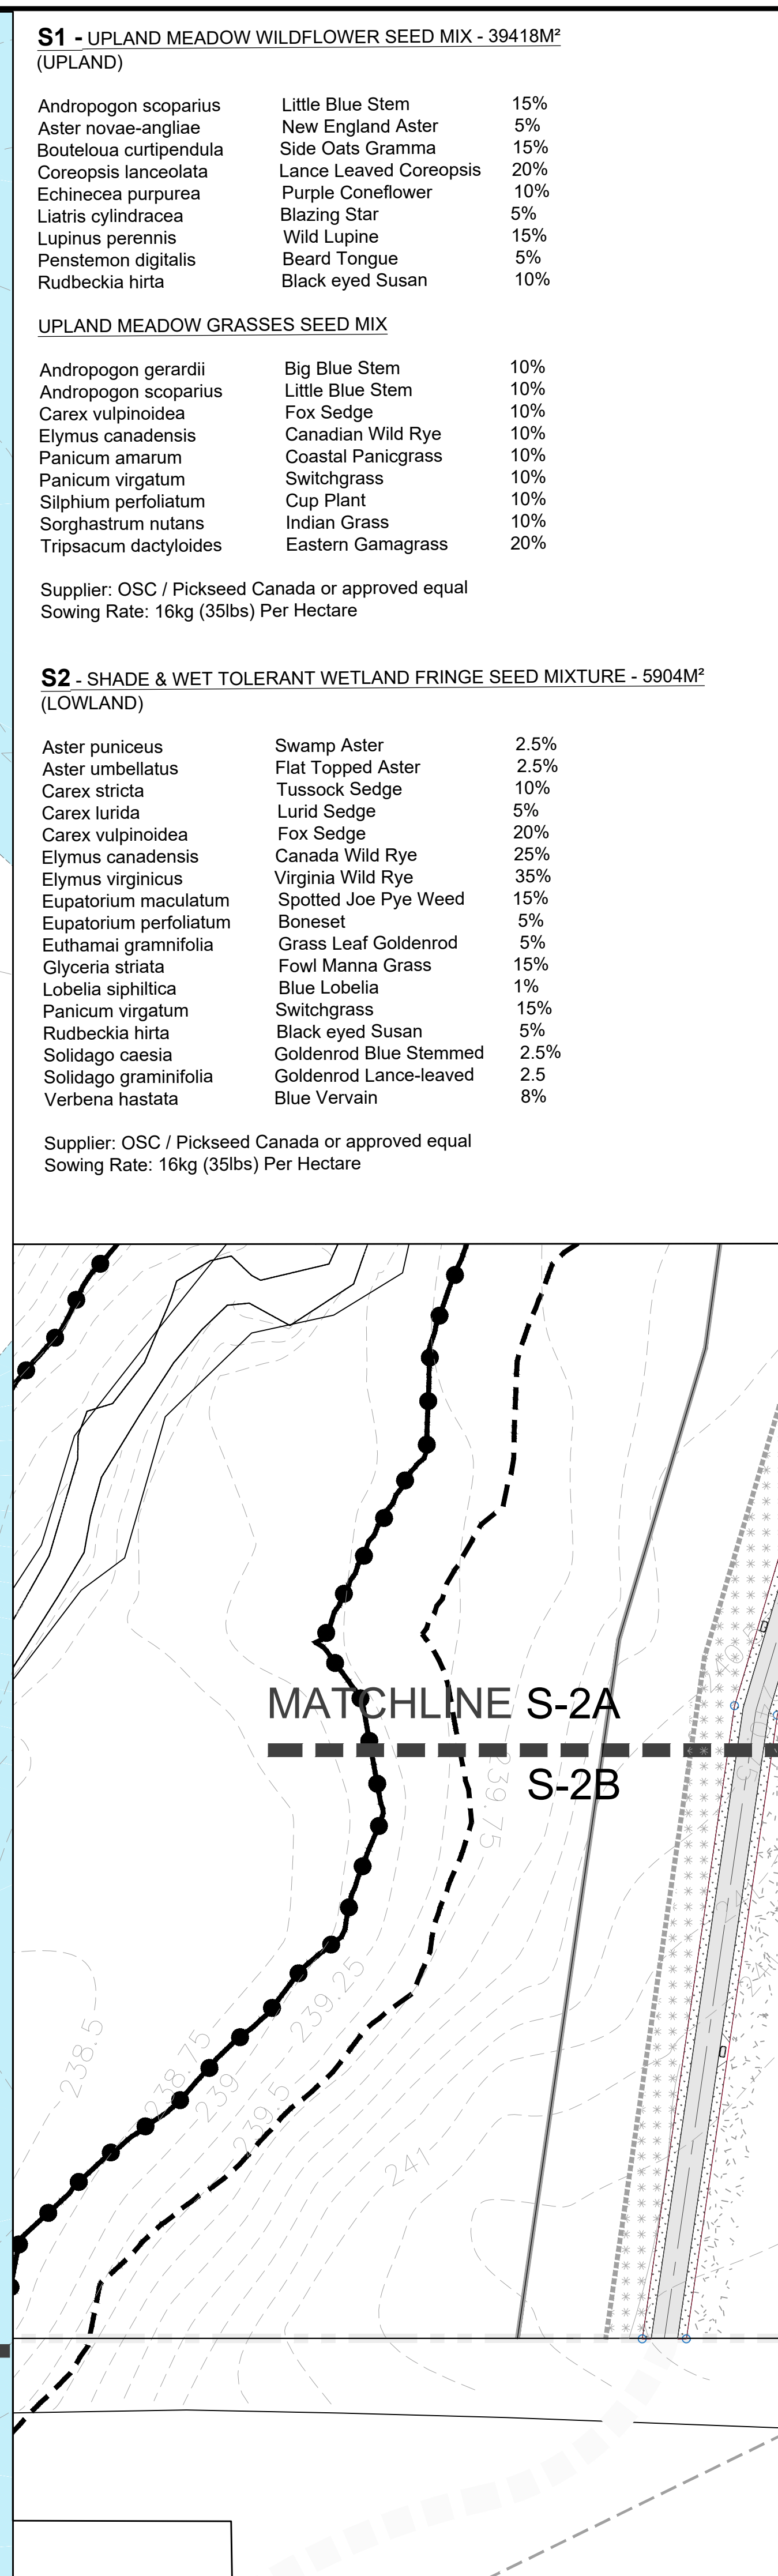 S1 - UPLAND MEADOW WILDFLOWER SEED MIX - 39418M²
(UPLAND)
Andropogon scoparius Little Blue Stem 15%
Aster novae-angliae New England Aster 5%
Bouteloua curtipendula Side Oats Gramma 15%
Coreopsis lanceolata Lance Leaved Coreopsis 20%
Echinecea purpurea Purple Coneflower 10%
Liatris cylindracea Blazing Star 5%
Lupinus perennis Wild Lupine 15%
Penstemon digitalis Beard Tongue 5%
Rudbeckia hirta Black eyed Susan 10%
UPLAND MEADOW GRASSES SEED MIX
Andropogon gerardii Big Blue Stem 10%
Andropogon scoparius Little Blue Stem 10%
Carex vulpinoidea Fox Sedge 10%
Elymus canadensis Canadian Wild Rye 10%
Panicum amarum Coastal Panicgrass 10%
Panicum virgatum Switchgrass 10%
Silphium perfoliatum Cup Plant 10%
Sorghastrum nutans Indian Grass 10%
Tripsacum dactyloides Eastern Gamagrass 20%
Supplier: OSC / Pickseed Canada or approved equal
Sowing Rate: 16kg (35lbs) Per Hectare
S2 - SHADE & WET TOLERANT WETLAND FRINGE SEED MIXTURE - 5904M²
(LOWLAND)
Aster puniceus Swamp Aster 2.5%
Aster umbellatus Flat Topped Aster 2.5%
Carex stricta Tussock Sedge 10%
Carex lurida Lurid Sedge 5%
Carex vulpinoidea Fox Sedge 20%
Elymus canadensis Canada Wild Rye 25%
Elymus virginicus Virginia Wild Rye 35%
Eupatorium maculatum Spotted Joe Pye Weed 15%
Eupatorium perfoliatum Boneset 5%
Euthamai gramnifolia Grass Leaf Goldenrod 5%
Glyceria striata Fowl Manna Grass 15%
Lobelia siphiltica Blue Lobelia 1%
Panicum virgatum Switchgrass 15%
Rudbeckia hirta Black eyed Susan 5%
Solidago caesia Goldenrod Blue Stemmed 2.5%
Solidago graminifolia Goldenrod Lance-leaved 2.5
Verbena hastata Blue Vervain 8%
Supplier: OSC / Pickseed Canada or approved equal
Sowing Rate: 16kg (35lbs) Per Hectare
MATCHLINE S-2A
S-2B
239.75
239.25
238.5
238.75
239
239.5
241